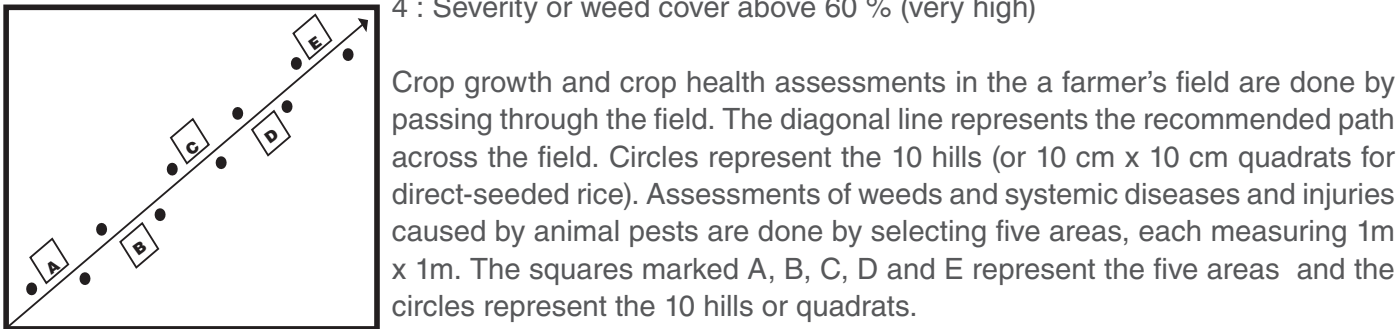 4 : Severity or weed cover above 60 % (very high)
Crop growth and crop health assessments in the a farmer's field are done by
passing through the field. The diagonal line represents the recommended path
across the field. Circles represent the 10 hills (or 10 cm x 10 cm quadrats for
direct-seeded rice). Assessments of weeds and systemic diseases and injuries
caused by animal pests are done by selecting five areas, each measuring 1m
x 1m. The squares marked A, B, C, D and E represent the five areas and the
circles represent the 10 hills or quadrats.
A
B
C
D
E